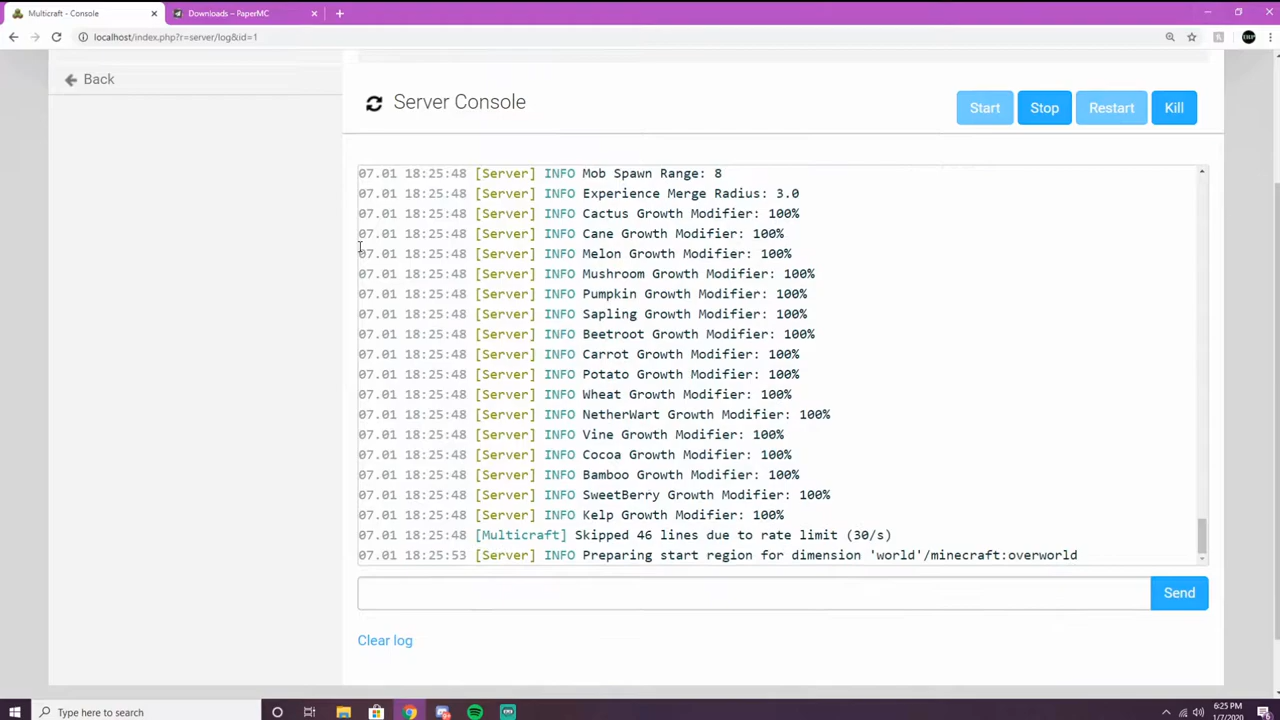 Multicraft - Console
Downloads – PaperMC
localhost/index.php?r=server/log&id=1
Back
Server Console
Start
Stop
Restart
Kill
07.01 18:25:48 [Server] INFO Mob Spawn Range: 8
07.01 18:25:48 [Server] INFO Experience Merge Radius: 3.0
07.01 18:25:48 [Server] INFO Cactus Growth Modifier: 100%
07.01 18:25:48 [Server] INFO Cane Growth Modifier: 100%
07.01 18:25:48 [Server] INFO Melon Growth Modifier: 100%
07.01 18:25:48 [Server] INFO Mushroom Growth Modifier: 100%
07.01 18:25:48 [Server] INFO Pumpkin Growth Modifier: 100%
07.01 18:25:48 [Server] INFO Sapling Growth Modifier: 100%
07.01 18:25:48 [Server] INFO Beetroot Growth Modifier: 100%
07.01 18:25:48 [Server] INFO Carrot Growth Modifier: 100%
07.01 18:25:48 [Server] INFO Potato Growth Modifier: 100%
07.01 18:25:48 [Server] INFO Wheat Growth Modifier: 100%
07.01 18:25:48 [Server] INFO NetherWart Growth Modifier: 100%
07.01 18:25:48 [Server] INFO Vine Growth Modifier: 100%
07.01 18:25:48 [Server] INFO Cocoa Growth Modifier: 100%
07.01 18:25:48 [Server] INFO Bamboo Growth Modifier: 100%
07.01 18:25:48 [Server] INFO SweetBerry Growth Modifier: 100%
07.01 18:25:48 [Server] INFO Kelp Growth Modifier: 100%
07.01 18:25:48 [Multicraft] Skipped 46 lines due to rate limit (30/s)
07.01 18:25:53 [Server] INFO Preparing start region for dimension 'world'/minecraft:overworld
Send
Clear log
Type here to search
6:25 PM
1/7/2020